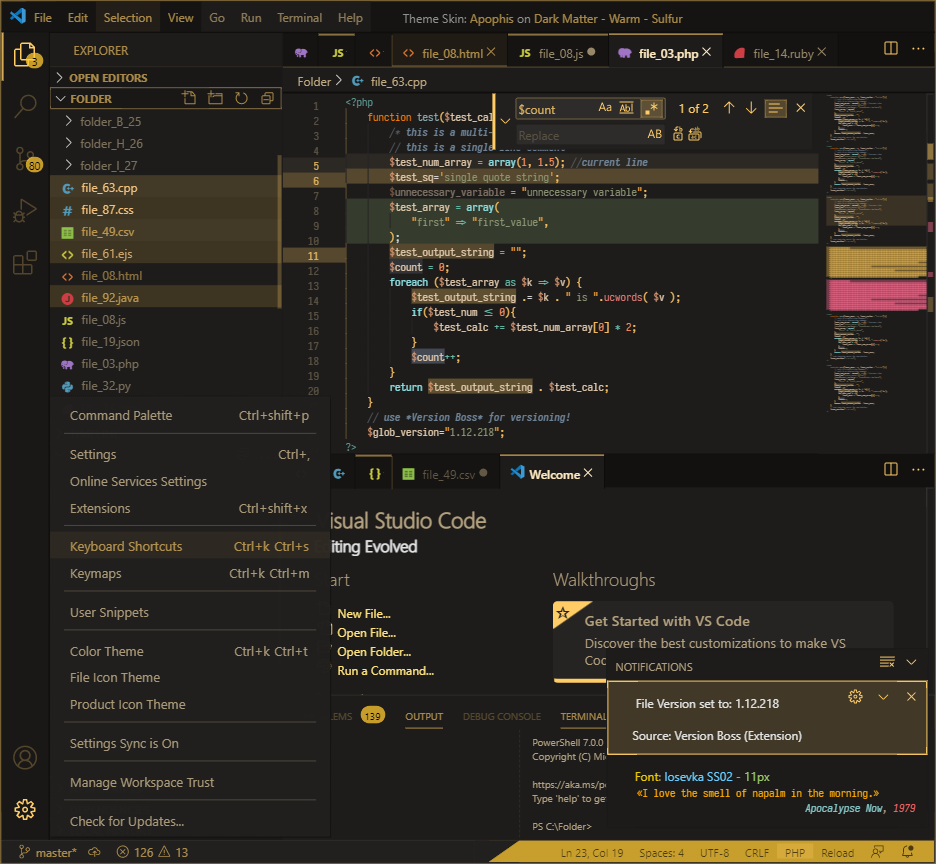 File Edit Selection View Go Run Terminal Help Theme Skin: Apophis on Dark Matter - Warm - Sulfur
3
80
EXPLORER
OPEN EDITORS
FOLDER
folder_B_25
folder_H_26
folder_I_27
file_63.cpp
file_87.css
file_49.csv
file_61.ejs
file_08.html
file_92.java
file_08.js
file_19.json
file_03.php
file_32.py
Command Palette Ctrl+shift+p
Settings Ctrl+,
Online Services Settings
Extensions Ctrl+shift+x
Keyboard Shortcuts Ctrl+k Ctrl+s
Keymaps Ctrl+k Ctrl+m
User Snippets
Color Theme Ctrl+k Ctrl+t
File Icon Theme
Product Icon Theme
Settings Sync is On
Manage Workspace Trust
Check for Updates...
JS file_08.html JS file_08.js file_03.php file_14.ruby
Folder > file_63.cpp
$count Aa Abl .* 1 of 2
Replace AB
1 <?php
2 function test($test_cal
3 /* this is a multi-
4 // this is a single line comment
5 $test_num_array = array(1, 1.5); //current line
6 $test_sq='single quote string';
7 $unnecessary_variable = "unnecessary variable";
8 $test_array = array(
9 "first" => "first_value",
10 );
11 $test_output_string = "";
12 $count = 0;
13 foreach ($test_array as $k => $v) {
14 $test_output_string .= $k . " is ".ucwords( $v );
15 if($test_num ≤ 0){
16 $test_calc += $test_num_array[0] * 2;
17 }
18 $count++;
19 }
20 return $test_output_string . $test_calc;
}
// use *Version Boss* for versioning!
$glob_version="1.12.218";
?>
{} file_49.csv Welcome
isual Studio Code
iting Evolved
art
New File...
Open File...
Open Folder...
Run a Command...
Walkthroughs
Get Started with VS Code
Discover the best customizations to make VS
Coc
NOTIFICATIONS
File Version set to: 1.12.218
Source: Version Boss (Extension)
Font: Iosevka SS02 - 11px
«I love the smell of napalm in the morning.»
Apocalypse Now, 1979
LEMS 139 OUTPUT DEBUG CONSOLE TERMINAL
PowerShell 7.0.0
Copyright (C) Mi
https://aka.ms/p
Type 'help' to ge
PS C:\Folder>
master* 126 13 Ln 23, Col 19 Spaces: 4 UTF-8 CRLF PHP Reload